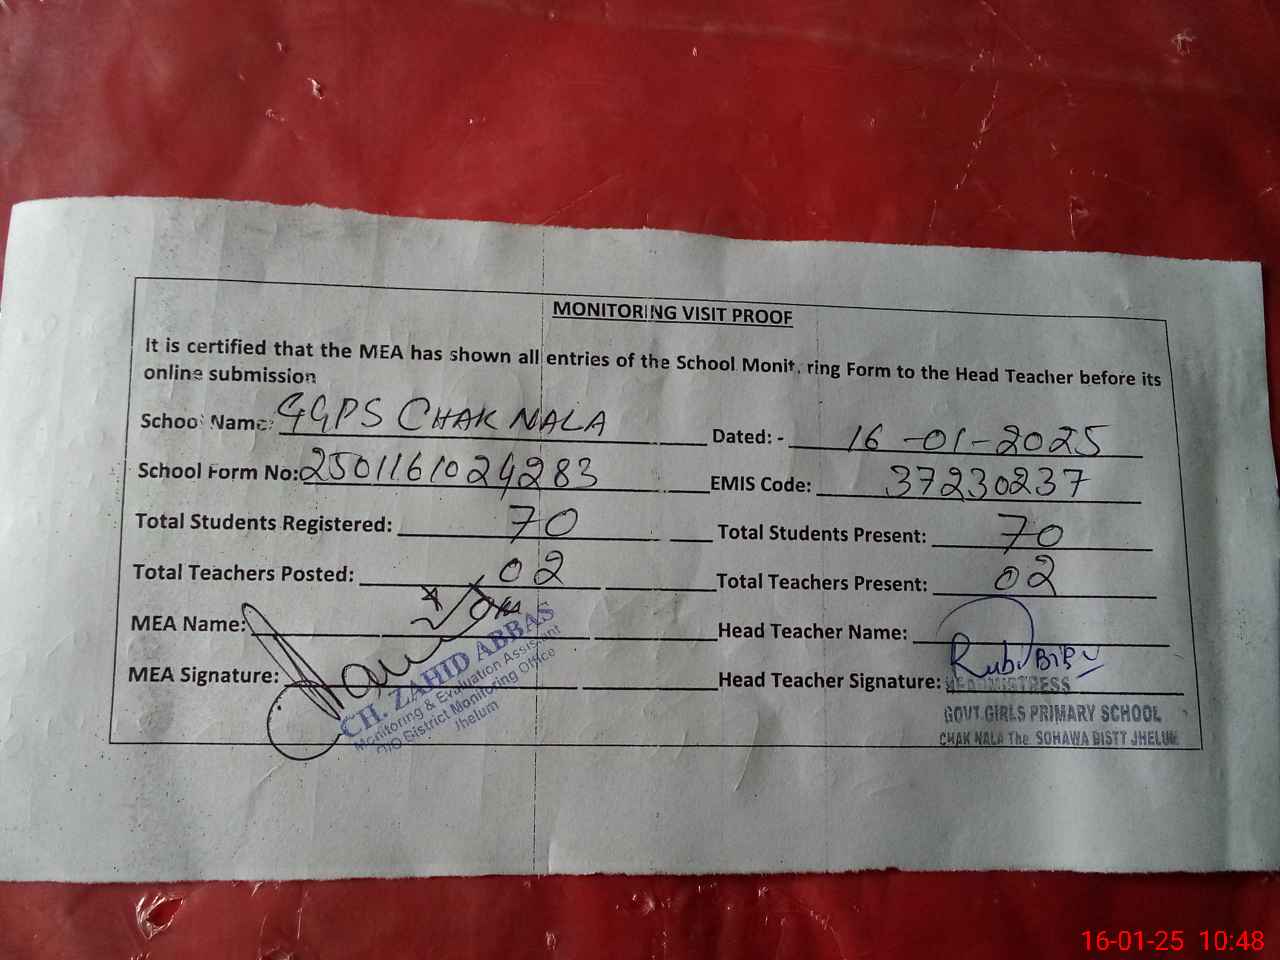 MONITORING VISIT PROOF
It is certified that the MEA has shown all entries of the School Monit ring Form to the Head Teacher before its
online submission
School Name: GGPS CHAK NALA Dated: - 16-01-2025
School Form No: 2501161024283 EMIS Code: 37230237
Total Students Registered: 70 Total Students Present: 70
Total Teachers Posted: 02 Total Teachers Present: 02
MEA Name: Head Teacher Name:
MEA Signature: Head Teacher Signature: Rubi BiBi
CH. ZAHID ABBAS
Monitoring & Evaluation Assistant
O/O District Monitoring Office
Jhelum
HEADMISTRESS
GOVT. GIRLS PRIMARY SCHOOL
CHAK NALA The. SOHAWA DISTT JHELUM
16-01-25 10:48